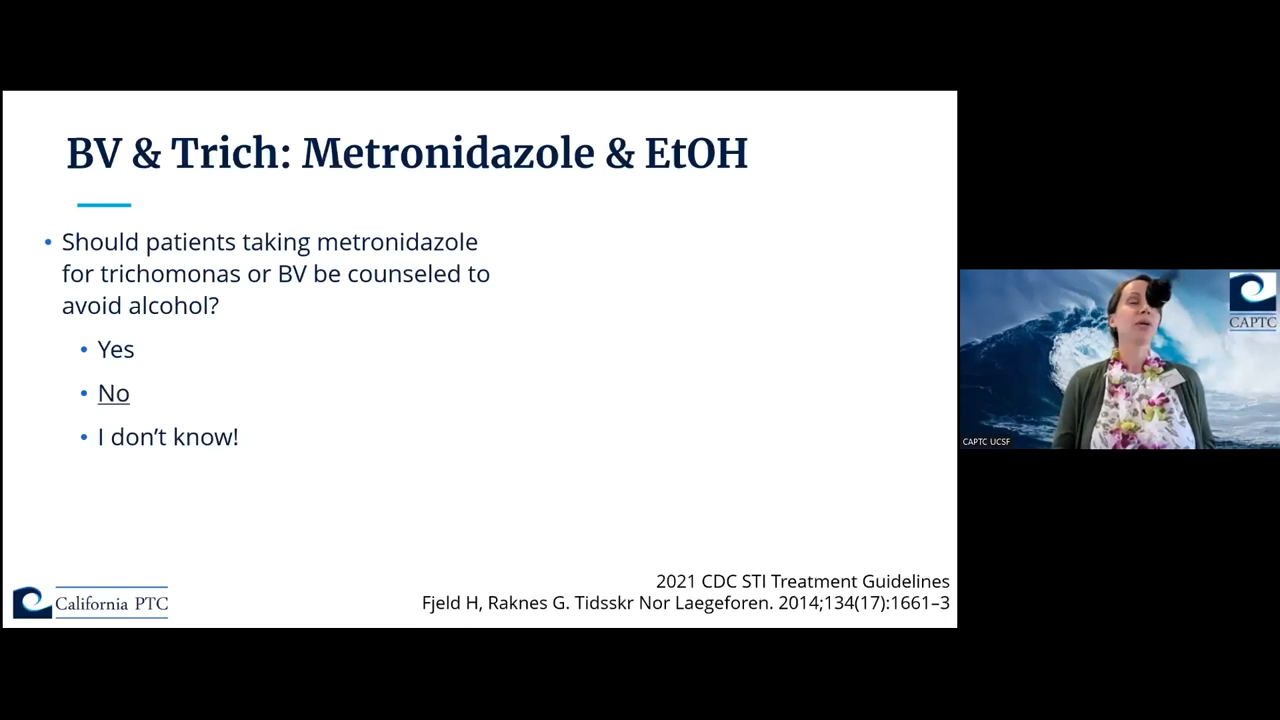 BV & Trich: Metronidazole & EtOH
• Should patients taking metronidazole
for trichomonas or BV be counseled to
avoid alcohol?
• Yes
• No
• I don’t know!
2021 CDC STI Treatment Guidelines
Fjeld H, Raknes G. Tidsskr Nor Laegeforen. 2014;134(17):1661–3
California PTC
CAPTC
CAPTC UCSF